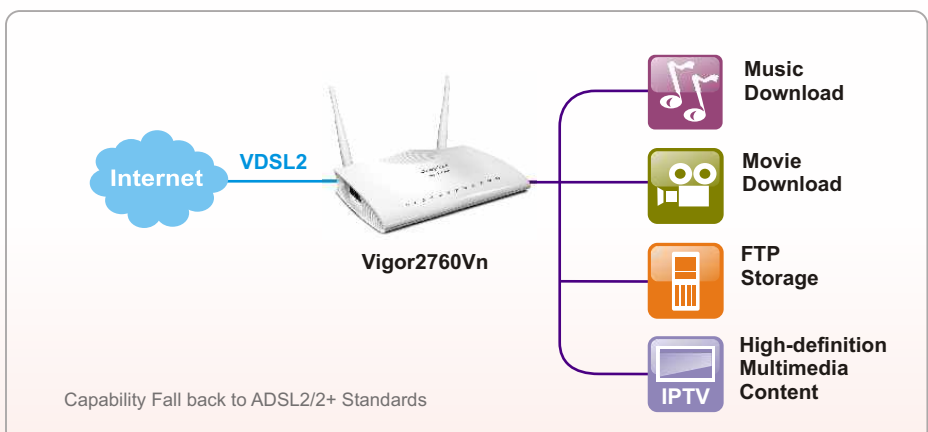 Music
Download
VDSL2
Internet
Movie
Download
Vigor2760Vn
FTP
Storage
High-definition
Multimedia
Content
IPTV
Capability Fall back to ADSL2/2+ Standards